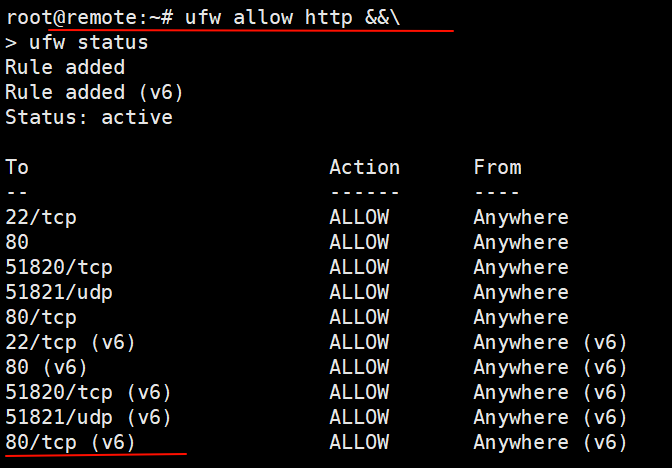 root@remote:~# ufw allow http &&\
> ufw status
Rule added
Rule added (v6)
Status: active
To Action From
-- ------ ----
22/tcp ALLOW Anywhere
80 ALLOW Anywhere
51820/tcp ALLOW Anywhere
51821/udp ALLOW Anywhere
80/tcp ALLOW Anywhere
22/tcp (v6) ALLOW Anywhere (v6)
80 (v6) ALLOW Anywhere (v6)
51820/tcp (v6) ALLOW Anywhere (v6)
51821/udp (v6) ALLOW Anywhere (v6)
80/tcp (v6) ALLOW Anywhere (v6)